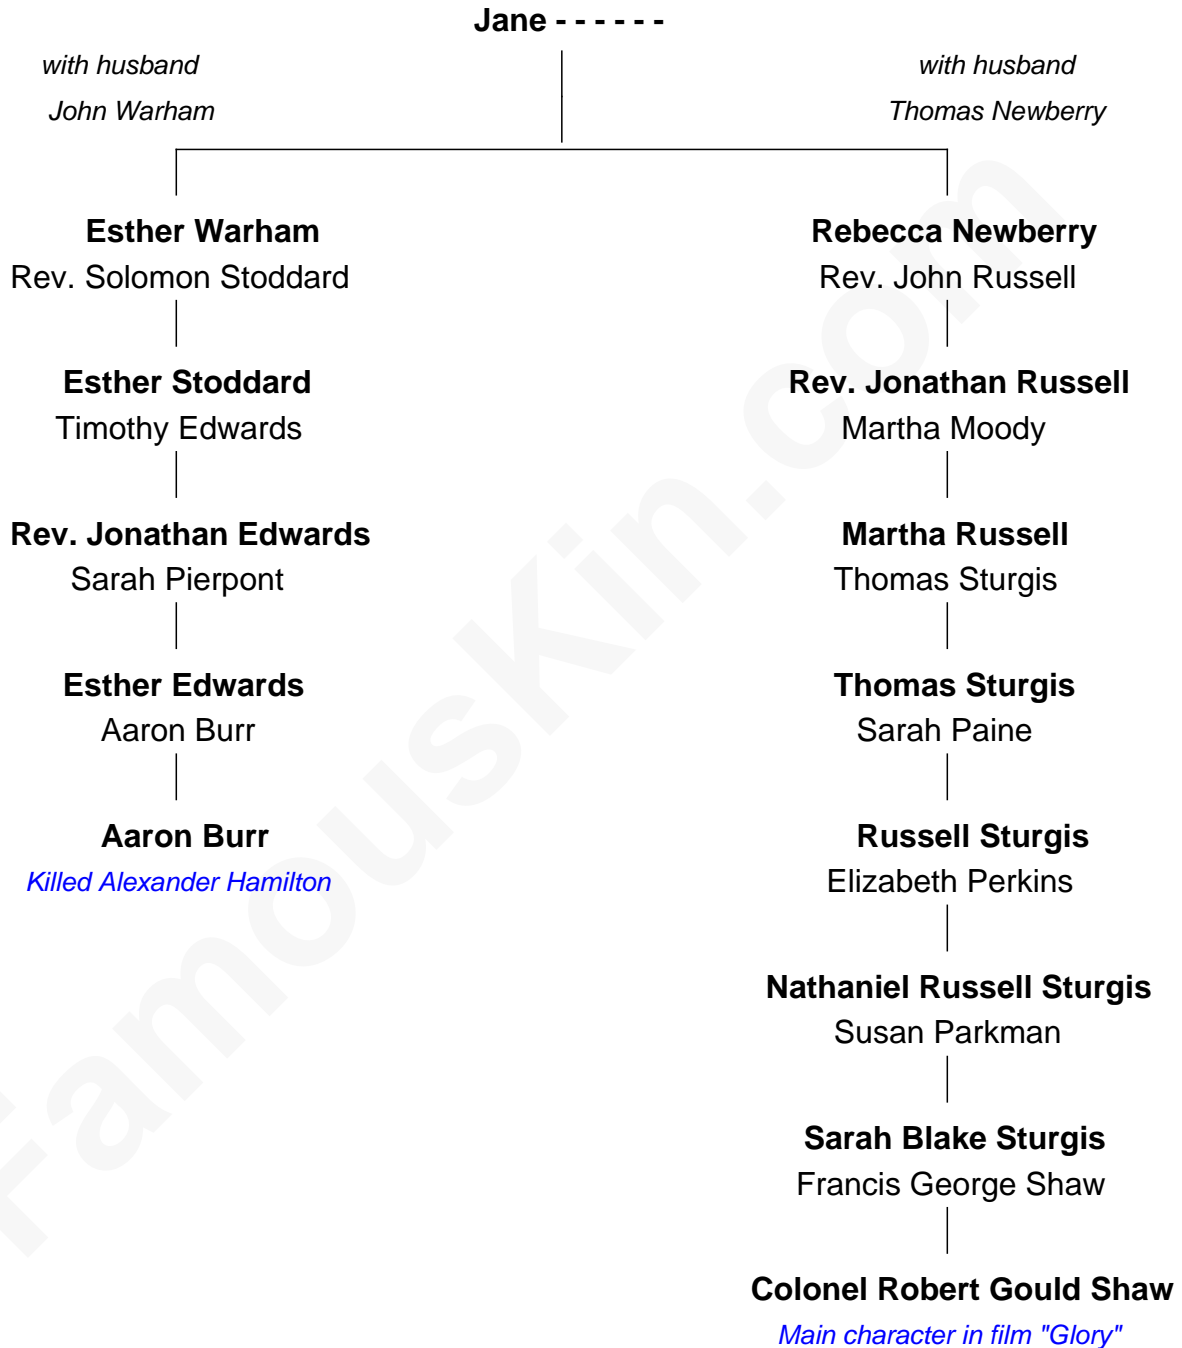 Jane - - - - - -
with husband
John Warham
with husband
Thomas Newberry
Esther Warham
Rev. Solomon Stoddard
Esther Stoddard
Timothy Edwards
Rev. Jonathan Edwards
Sarah Pierpont
Esther Edwards
Aaron Burr
Aaron Burr
Killed Alexander Hamilton
Rebecca Newberry
Rev. John Russell
Rev. Jonathan Russell
Martha Moody
Martha Russell
Thomas Sturgis
Thomas Sturgis
Sarah Paine
Russell Sturgis
Elizabeth Perkins
Nathaniel Russell Sturgis
Susan Parkman
Sarah Blake Sturgis
Francis George Shaw
Colonel Robert Gould Shaw
Main character in film "Glory"
FamousKin.com